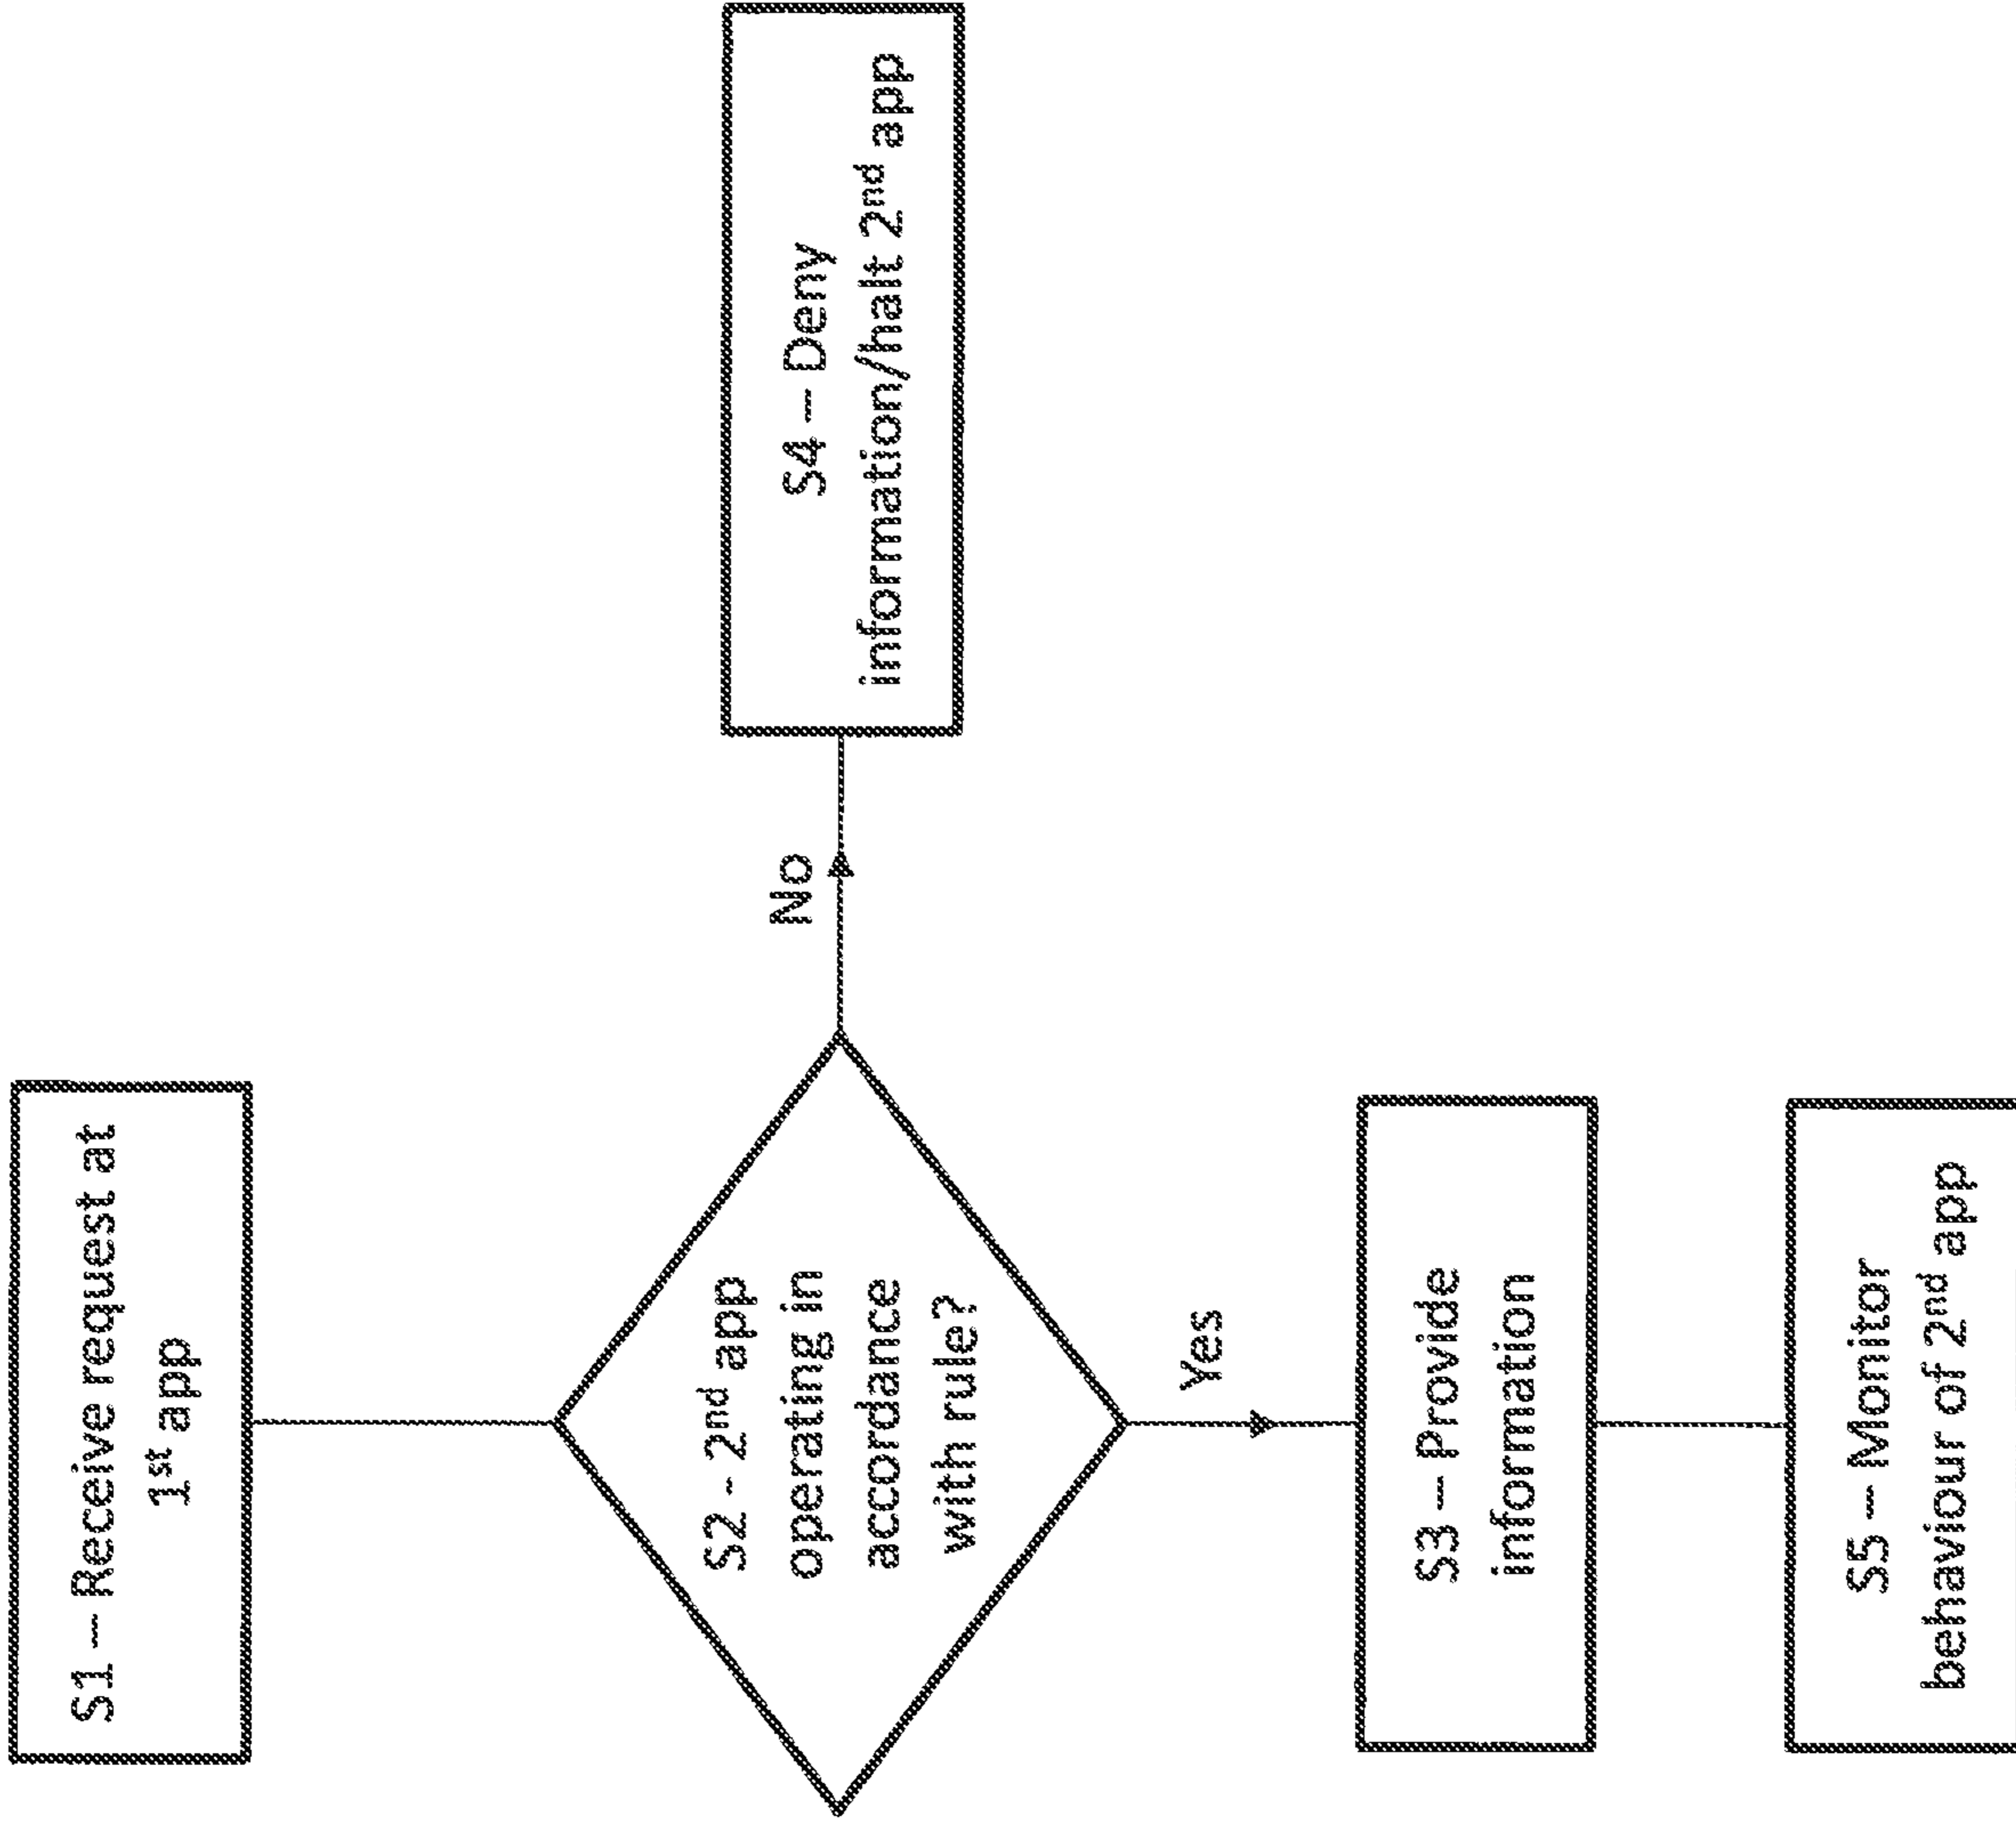 S1 – Receive request at
1st app
S2 - 2nd app
operating in
accordance
with rule?
No
S4 – Deny
information/halt 2nd app
Yes
S3 – Provide
information
S5 – Monitor
behaviour of 2nd app